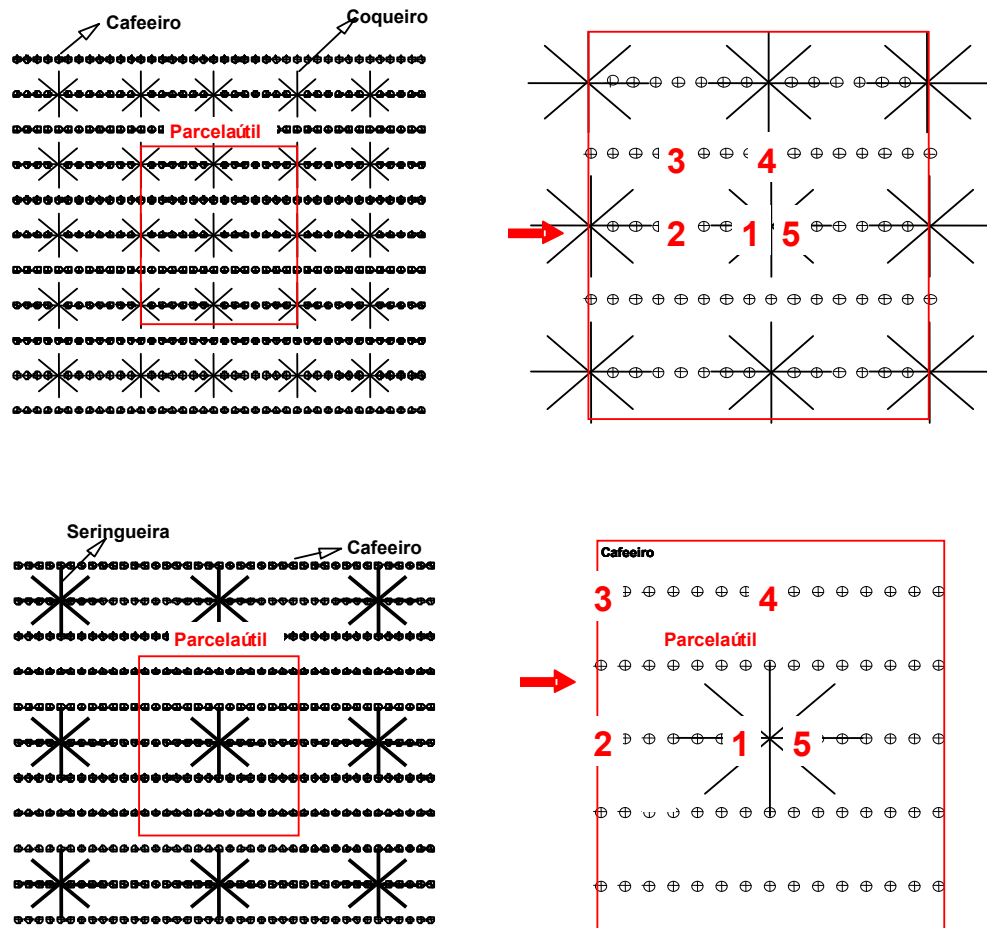 Cafeeiro
Coqueiro
Parcelaútil
3 4
2 1 5
Seringueira
Cafeeiro
Parcelaútil
Cafeeiro
3 4
Parcelaútil
2 1 5